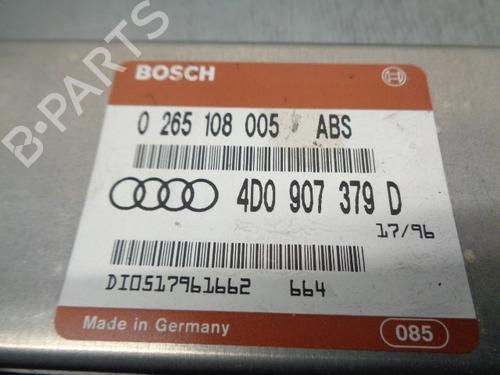 BOSCH
0 265 108 005 ABS
4D0 907 379 D
17/96
DI0517961662 664
Made in Germany 085
B-PARTS